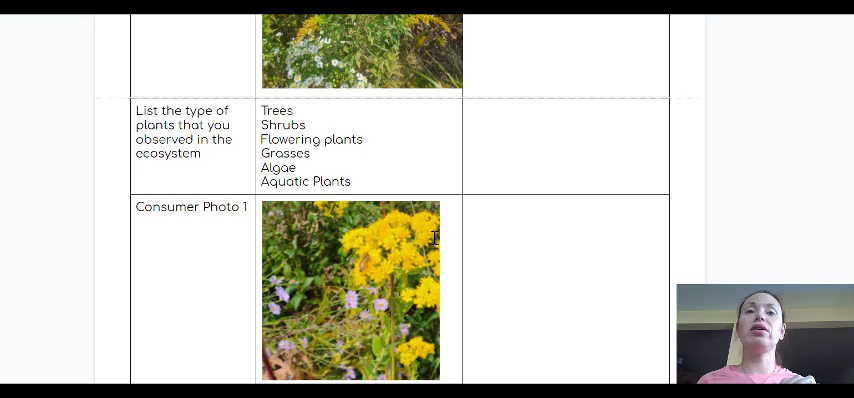 List the type of
plants that you
observed in the
ecosystem
Trees
Shrubs
Flowering plants
Grasses
Algae
Aquatic Plants
Consumer Photo 1